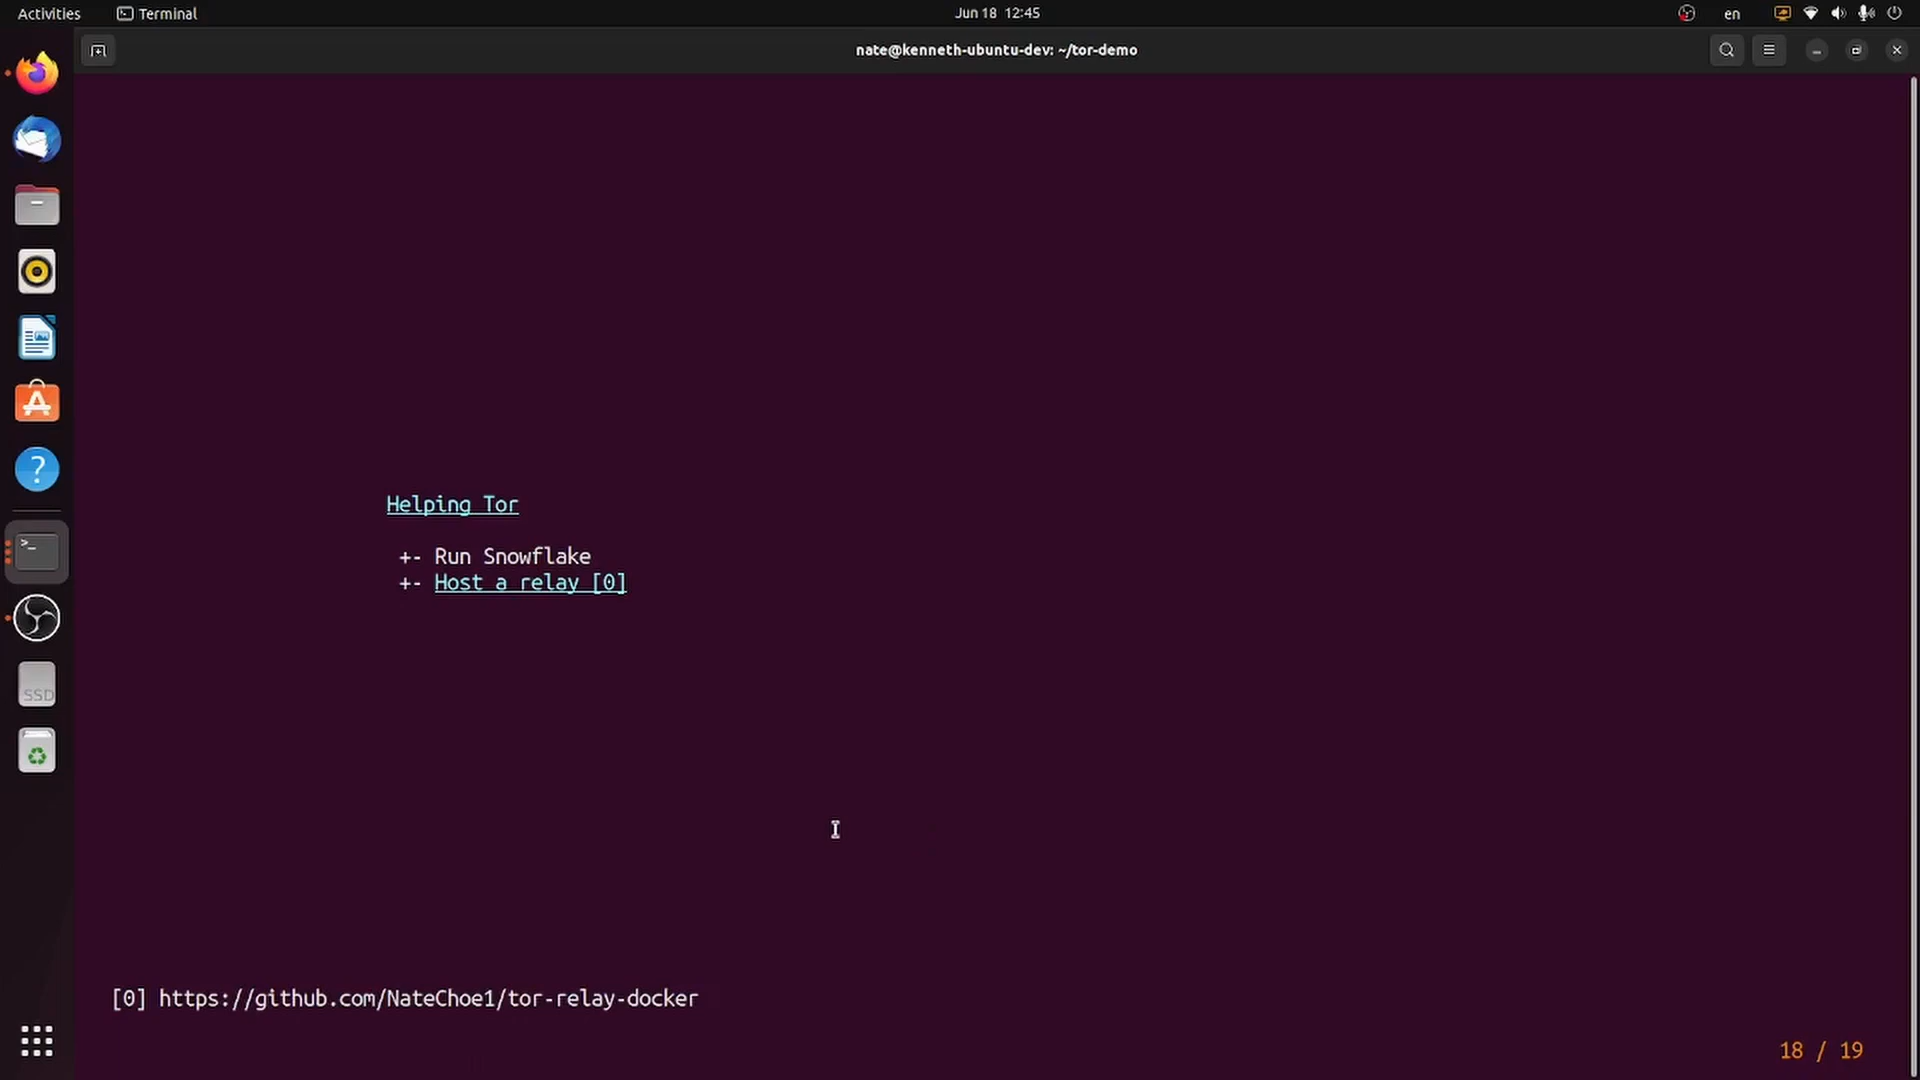 Activities
Terminal
Jun 18 12:45
en
nate@kenneth-ubuntu-dev: ~/tor-demo
Helping Tor
+- Run Snowflake
+- Host a relay [0]
SSD
[0] https://github.com/NateChoe1/tor-relay-docker
18 / 19